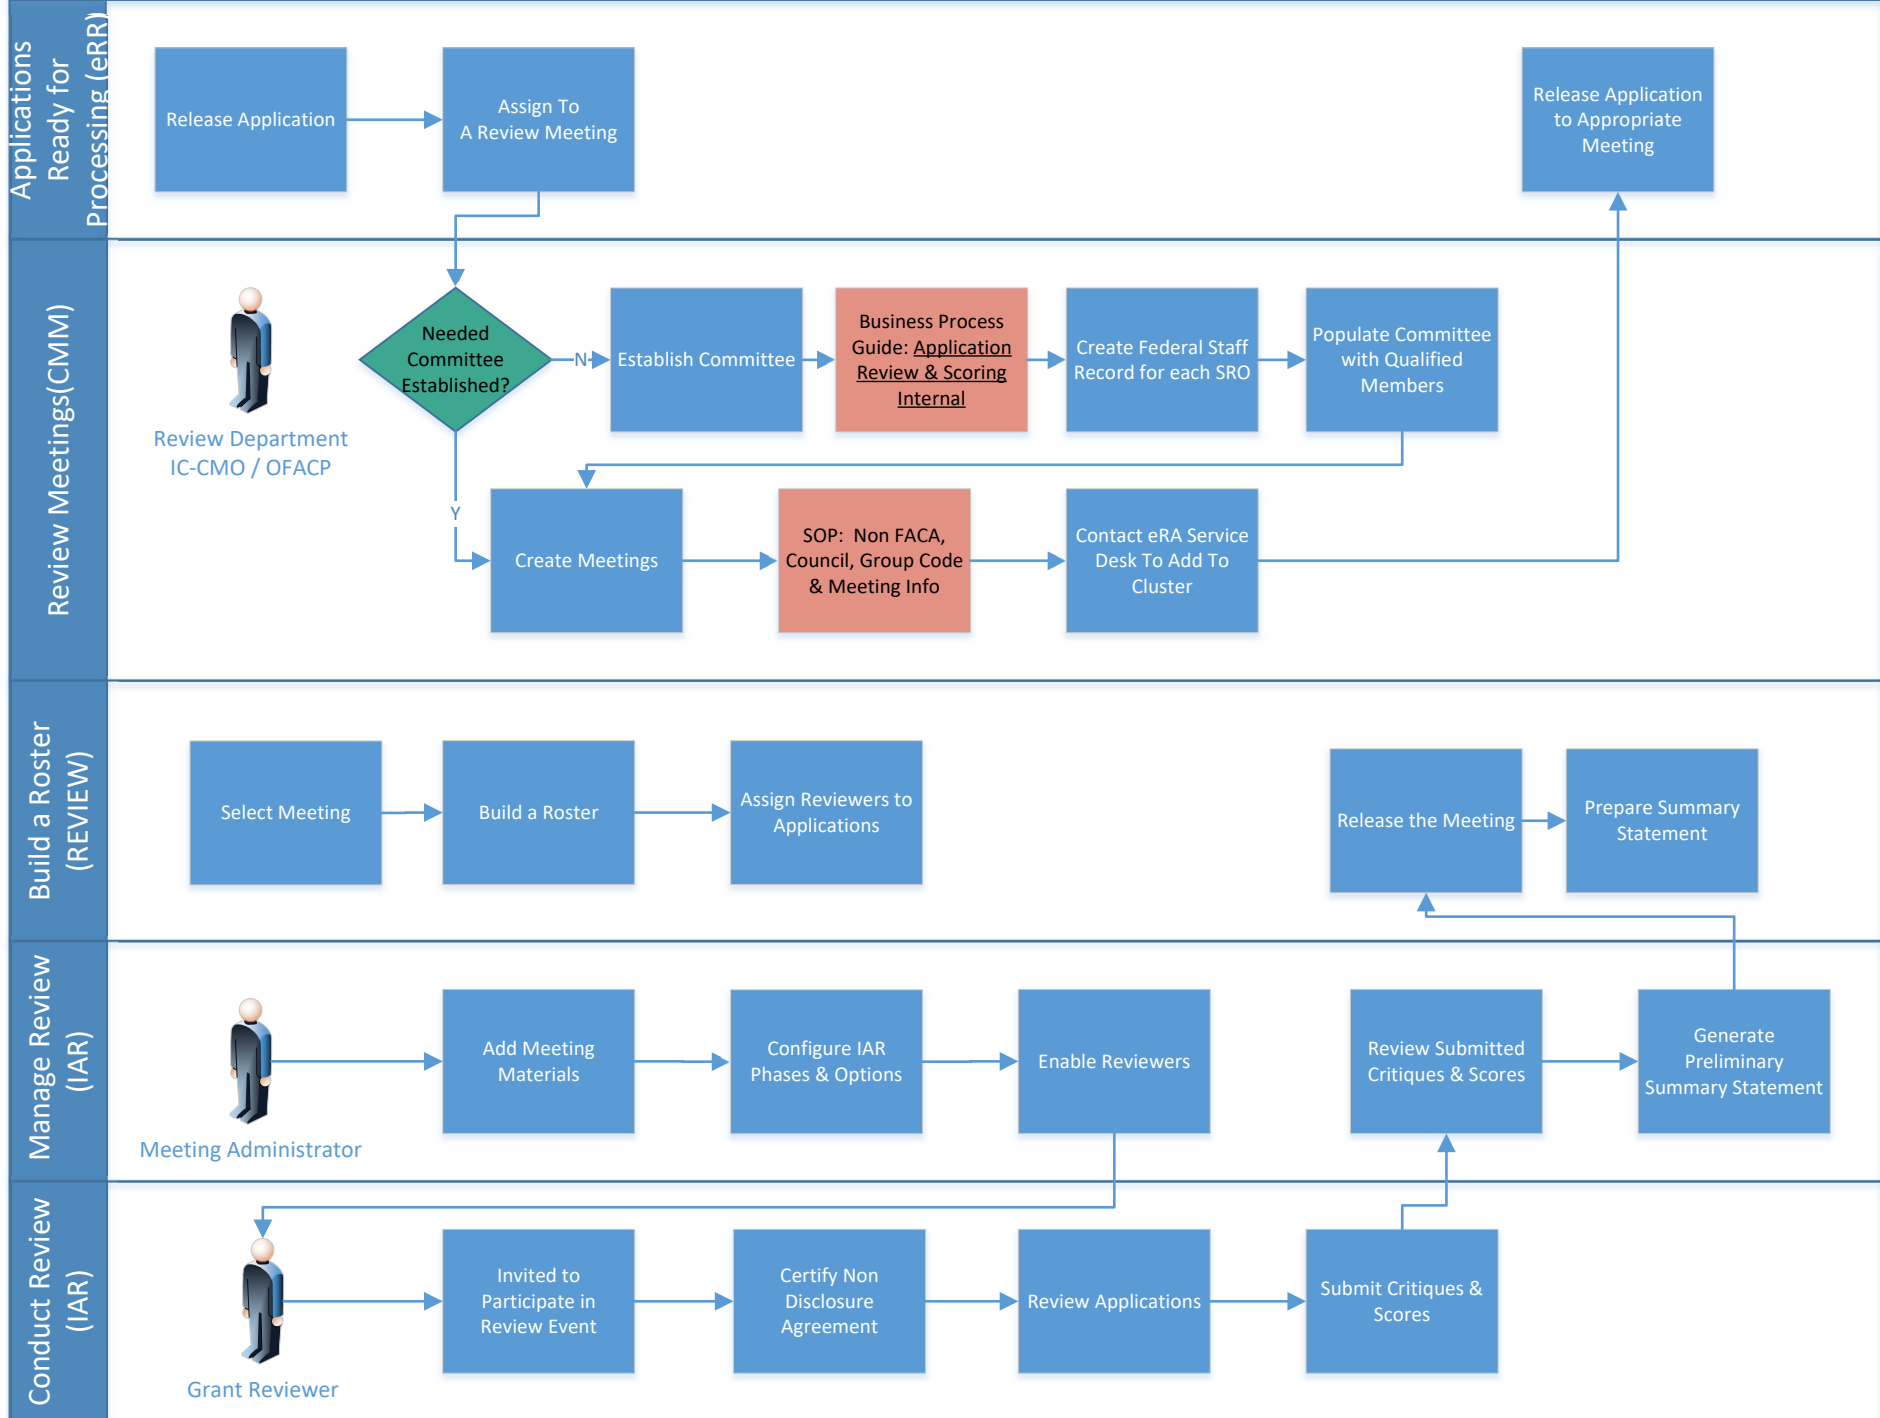 Applications
Ready for
Processing (eRR)
Release Application
Assign To
A Review Meeting
Release Application
to Appropriate
Meeting
Review Meetings(CMM)
Review Department
IC-CMO / OFACP
Needed
Committee
Established?
N
Y
Establish Committee
Business Process
Guide: Application
Review & Scoring
Internal
Create Federal Staff
Record for each SRO
Populate Committee
with Qualified
Members
Create Meetings
SOP:  Non FACA,
Council, Group Code
& Meeting Info
Contact eRA Service
Desk To Add To
Cluster
Build a Roster
(REVIEW)
Select Meeting
Build a Roster
Assign Reviewers to
Applications
Release the Meeting
Prepare Summary
Statement
Manage Review
(IAR)
Meeting Administrator
Add Meeting
Materials
Configure IAR
Phases & Options
Enable Reviewers
Review Submitted
Critiques & Scores
Generate
Preliminary
Summary Statement
Conduct Review
(IAR)
Grant Reviewer
Invited to
Participate in
Review Event
Certify Non
Disclosure
Agreement
Review Applications
Submit Critiques &
Scores